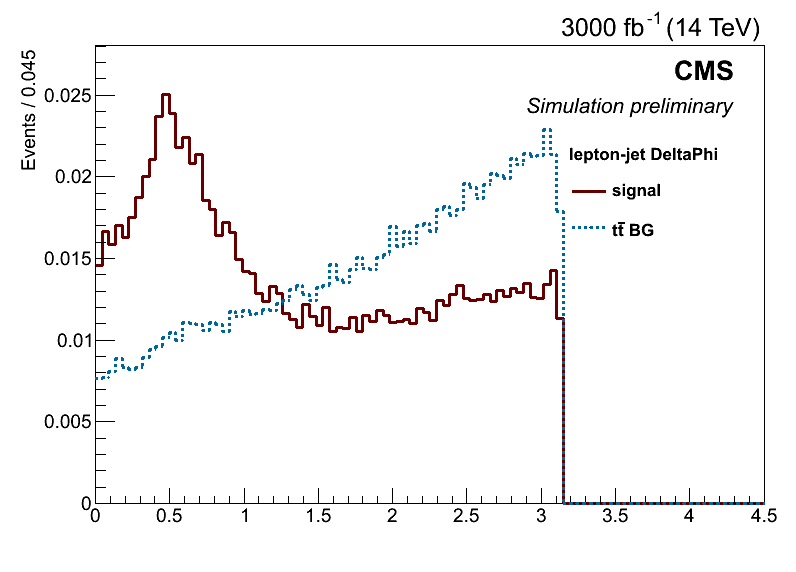 3000 fb⁻¹ (14 TeV)
Events / 0.045
CMS
Simulation preliminary
lepton-jet DeltaPhi
signal
tt̄ BG
0.025
0.02
0.015
0.01
0.005
0
0 0.5 1 1.5 2 2.5 3 3.5 4 4.5